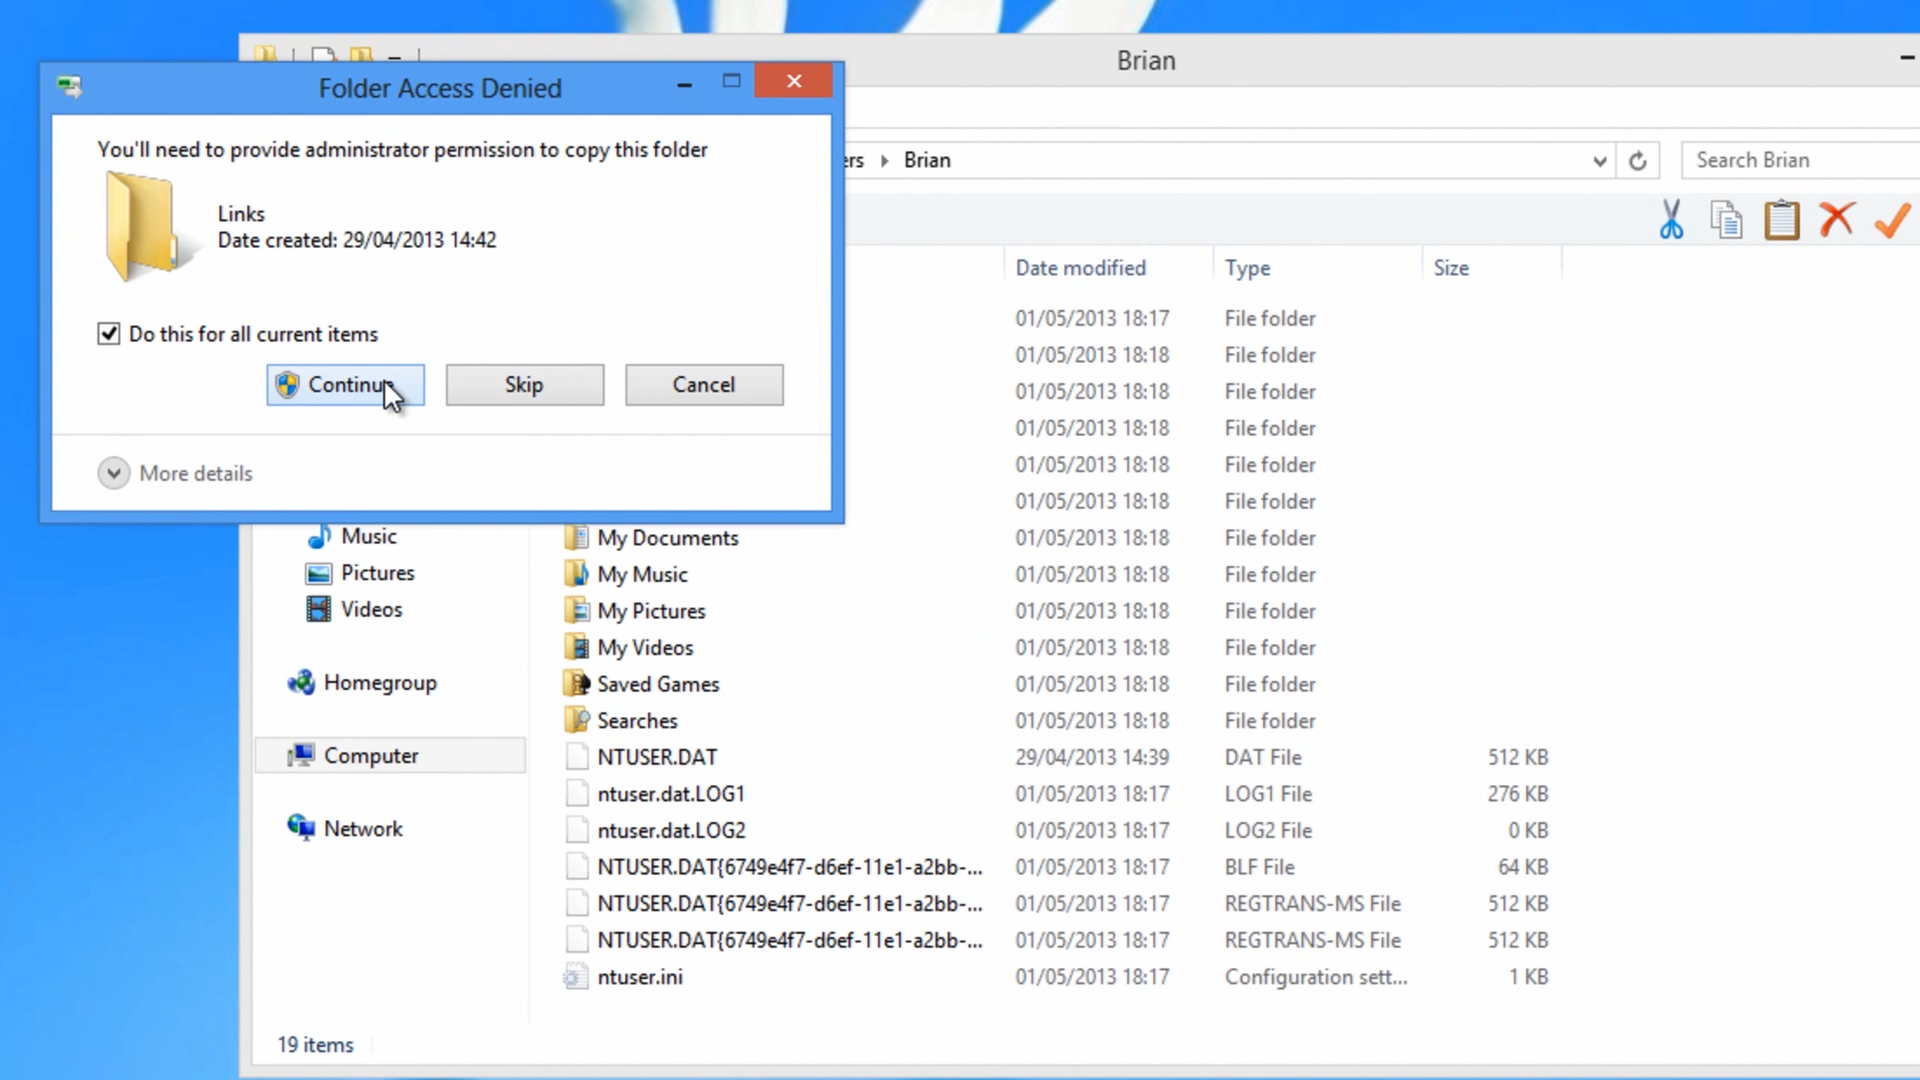 Brian
Folder Access Denied
You'll need to provide administrator permission to copy this folder
Links
Date created: 29/04/2013 14:42
Do this for all current items
Continue
Skip
Cancel
More details
ers
Brian
Search Brian
Date modified
Type
Size
01/05/2013 18:17
File folder
01/05/2013 18:18
File folder
01/05/2013 18:18
File folder
01/05/2013 18:18
File folder
01/05/2013 18:18
File folder
01/05/2013 18:18
File folder
Music
Pictures
Videos
Homegroup
Computer
Network
My Documents 01/05/2013 18:18 File folder
My Music 01/05/2013 18:18 File folder
My Pictures 01/05/2013 18:18 File folder
My Videos 01/05/2013 18:18 File folder
Saved Games 01/05/2013 18:18 File folder
Searches 01/05/2013 18:18 File folder
NTUSER.DAT 29/04/2013 14:39 DAT File 512 KB
ntuser.dat.LOG1 01/05/2013 18:17 LOG1 File 276 KB
ntuser.dat.LOG2 01/05/2013 18:17 LOG2 File 0 KB
NTUSER.DAT{6749e4f7-d6ef-11e1-a2bb-... 01/05/2013 18:17 BLF File 64 KB
NTUSER.DAT{6749e4f7-d6ef-11e1-a2bb-... 01/05/2013 18:17 REGTRANS-MS File 512 KB
NTUSER.DAT{6749e4f7-d6ef-11e1-a2bb-... 01/05/2013 18:17 REGTRANS-MS File 512 KB
ntuser.ini 01/05/2013 18:17 Configuration sett... 1 KB
19 items